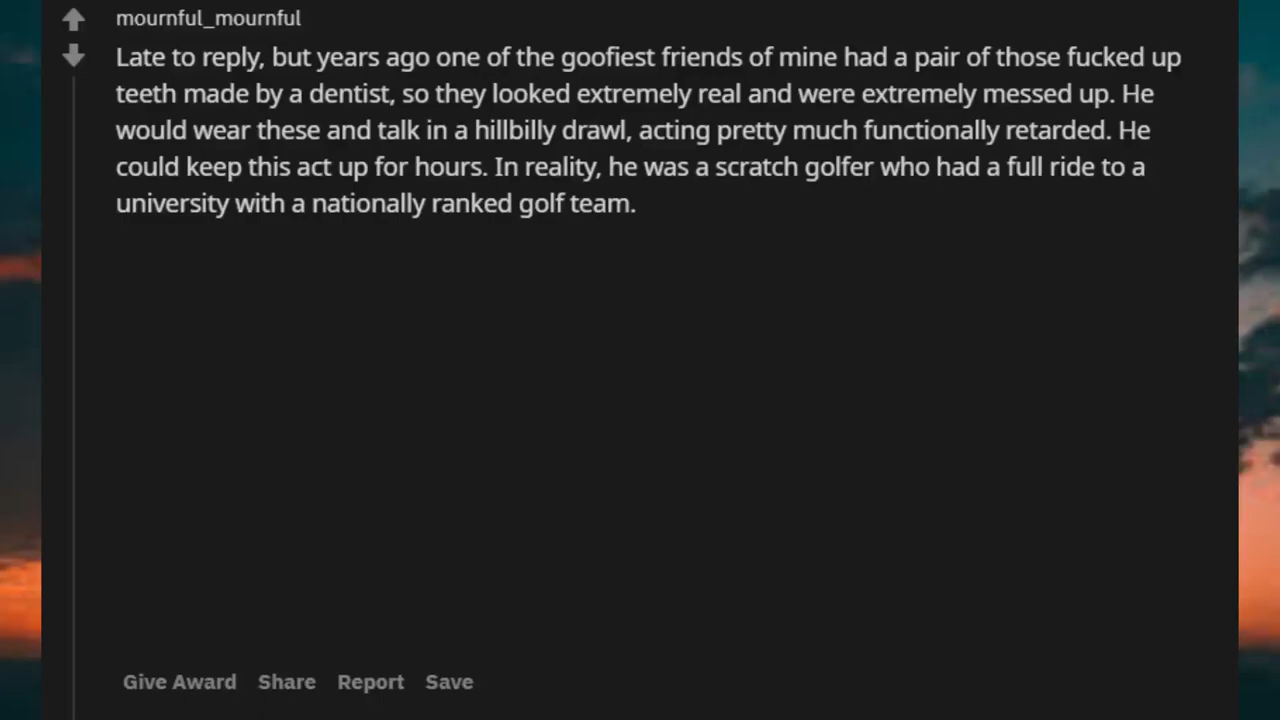 mournful_mournful
Late to reply, but years ago one of the goofiest friends of mine had a pair of those fucked up
teeth made by a dentist, so they looked extremely real and were extremely messed up. He
would wear these and talk in a hillbilly drawl, acting pretty much functionally retarded. He
could keep this act up for hours. In reality, he was a scratch golfer who had a full ride to a
university with a nationally ranked golf team.
Give Award Share Report Save